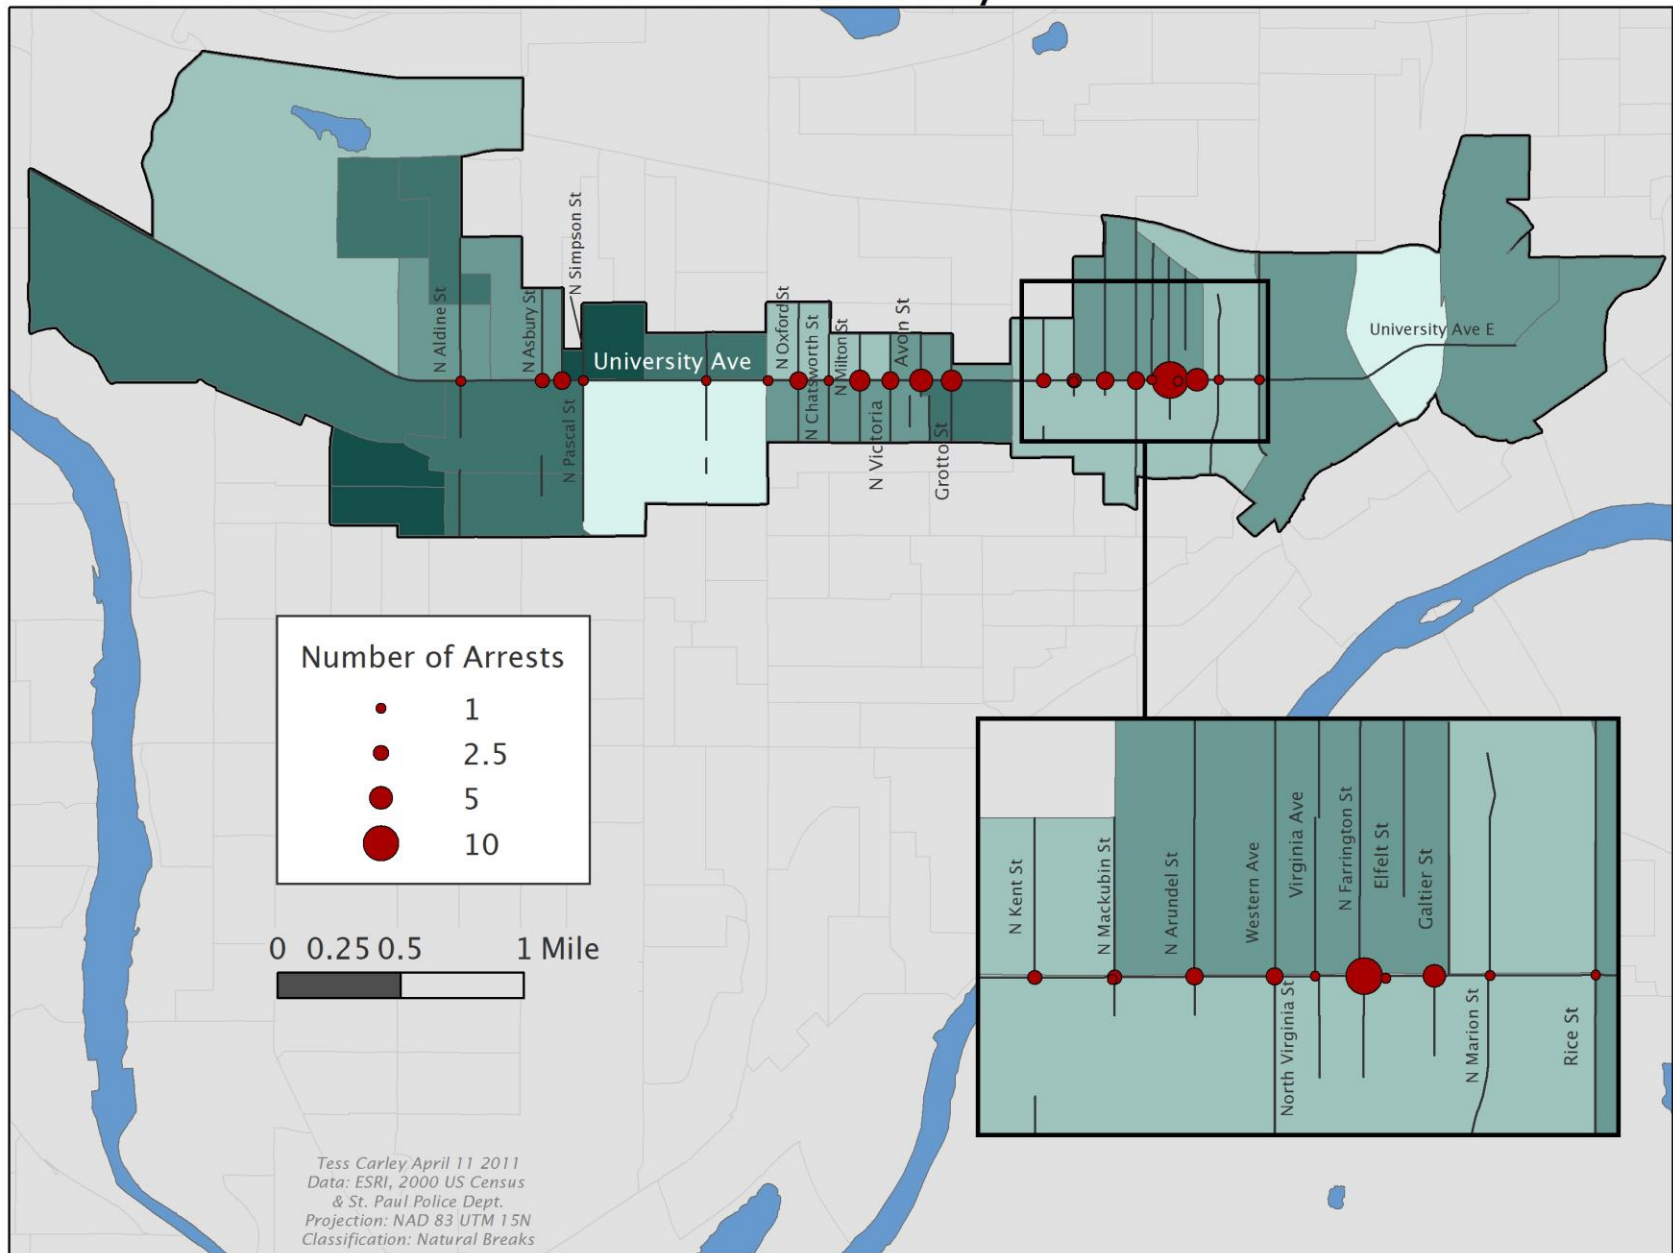 N Simpson St
N Aldine St
N Asbury St
University Ave
N Pascal St
N Oxford St
N Chatsworth St
N Milton St
Avon St
N Victoria
Grotto St
University Ave E
Number of Arrests
1
2.5
5
10
0 0.25 0.5 1 Mile
N Kent St
N Mackubin St
N Arundel St
Western Ave
Virginia Ave
N Farrington St
Elfelt St
Galtier St
North Virginia St
N Marion St
Rice St
Tess Carley April 11 2011
Data: ESRI, 2000 US Census
& St. Paul Police Dept.
Projection: NAD 83 UTM 15N
Classification: Natural Breaks